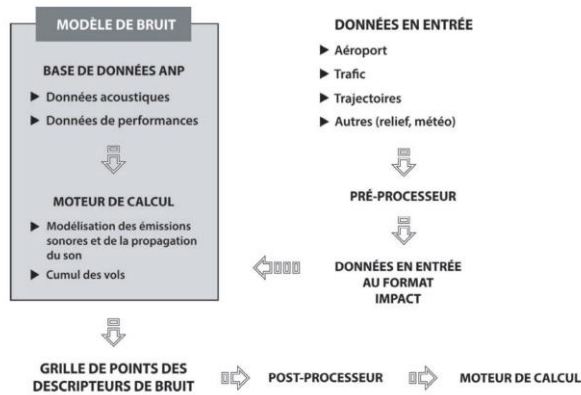 MODÈLE DE BRUIT
BASE DE DONNÉES ANP
▶ Données acoustiques
▶ Données de performances
MOTEUR DE CALCUL
▶ Modélisation des émissions
sonores et de la propagation
du son
▶ Cumul des vols
DONNÉES EN ENTRÉE
▶ Aéroport
▶ Trafic
▶ Trajectoires
▶ Autres (relief, météo)
PRÉ-PROCESSEUR
DONNÉES EN ENTRÉE
AU FORMAT
IMPACT
GRILLE DE POINTS DES
DESCRIPTEURS DE BRUIT
POST-PROCESSEUR
MOTEUR DE CALCUL